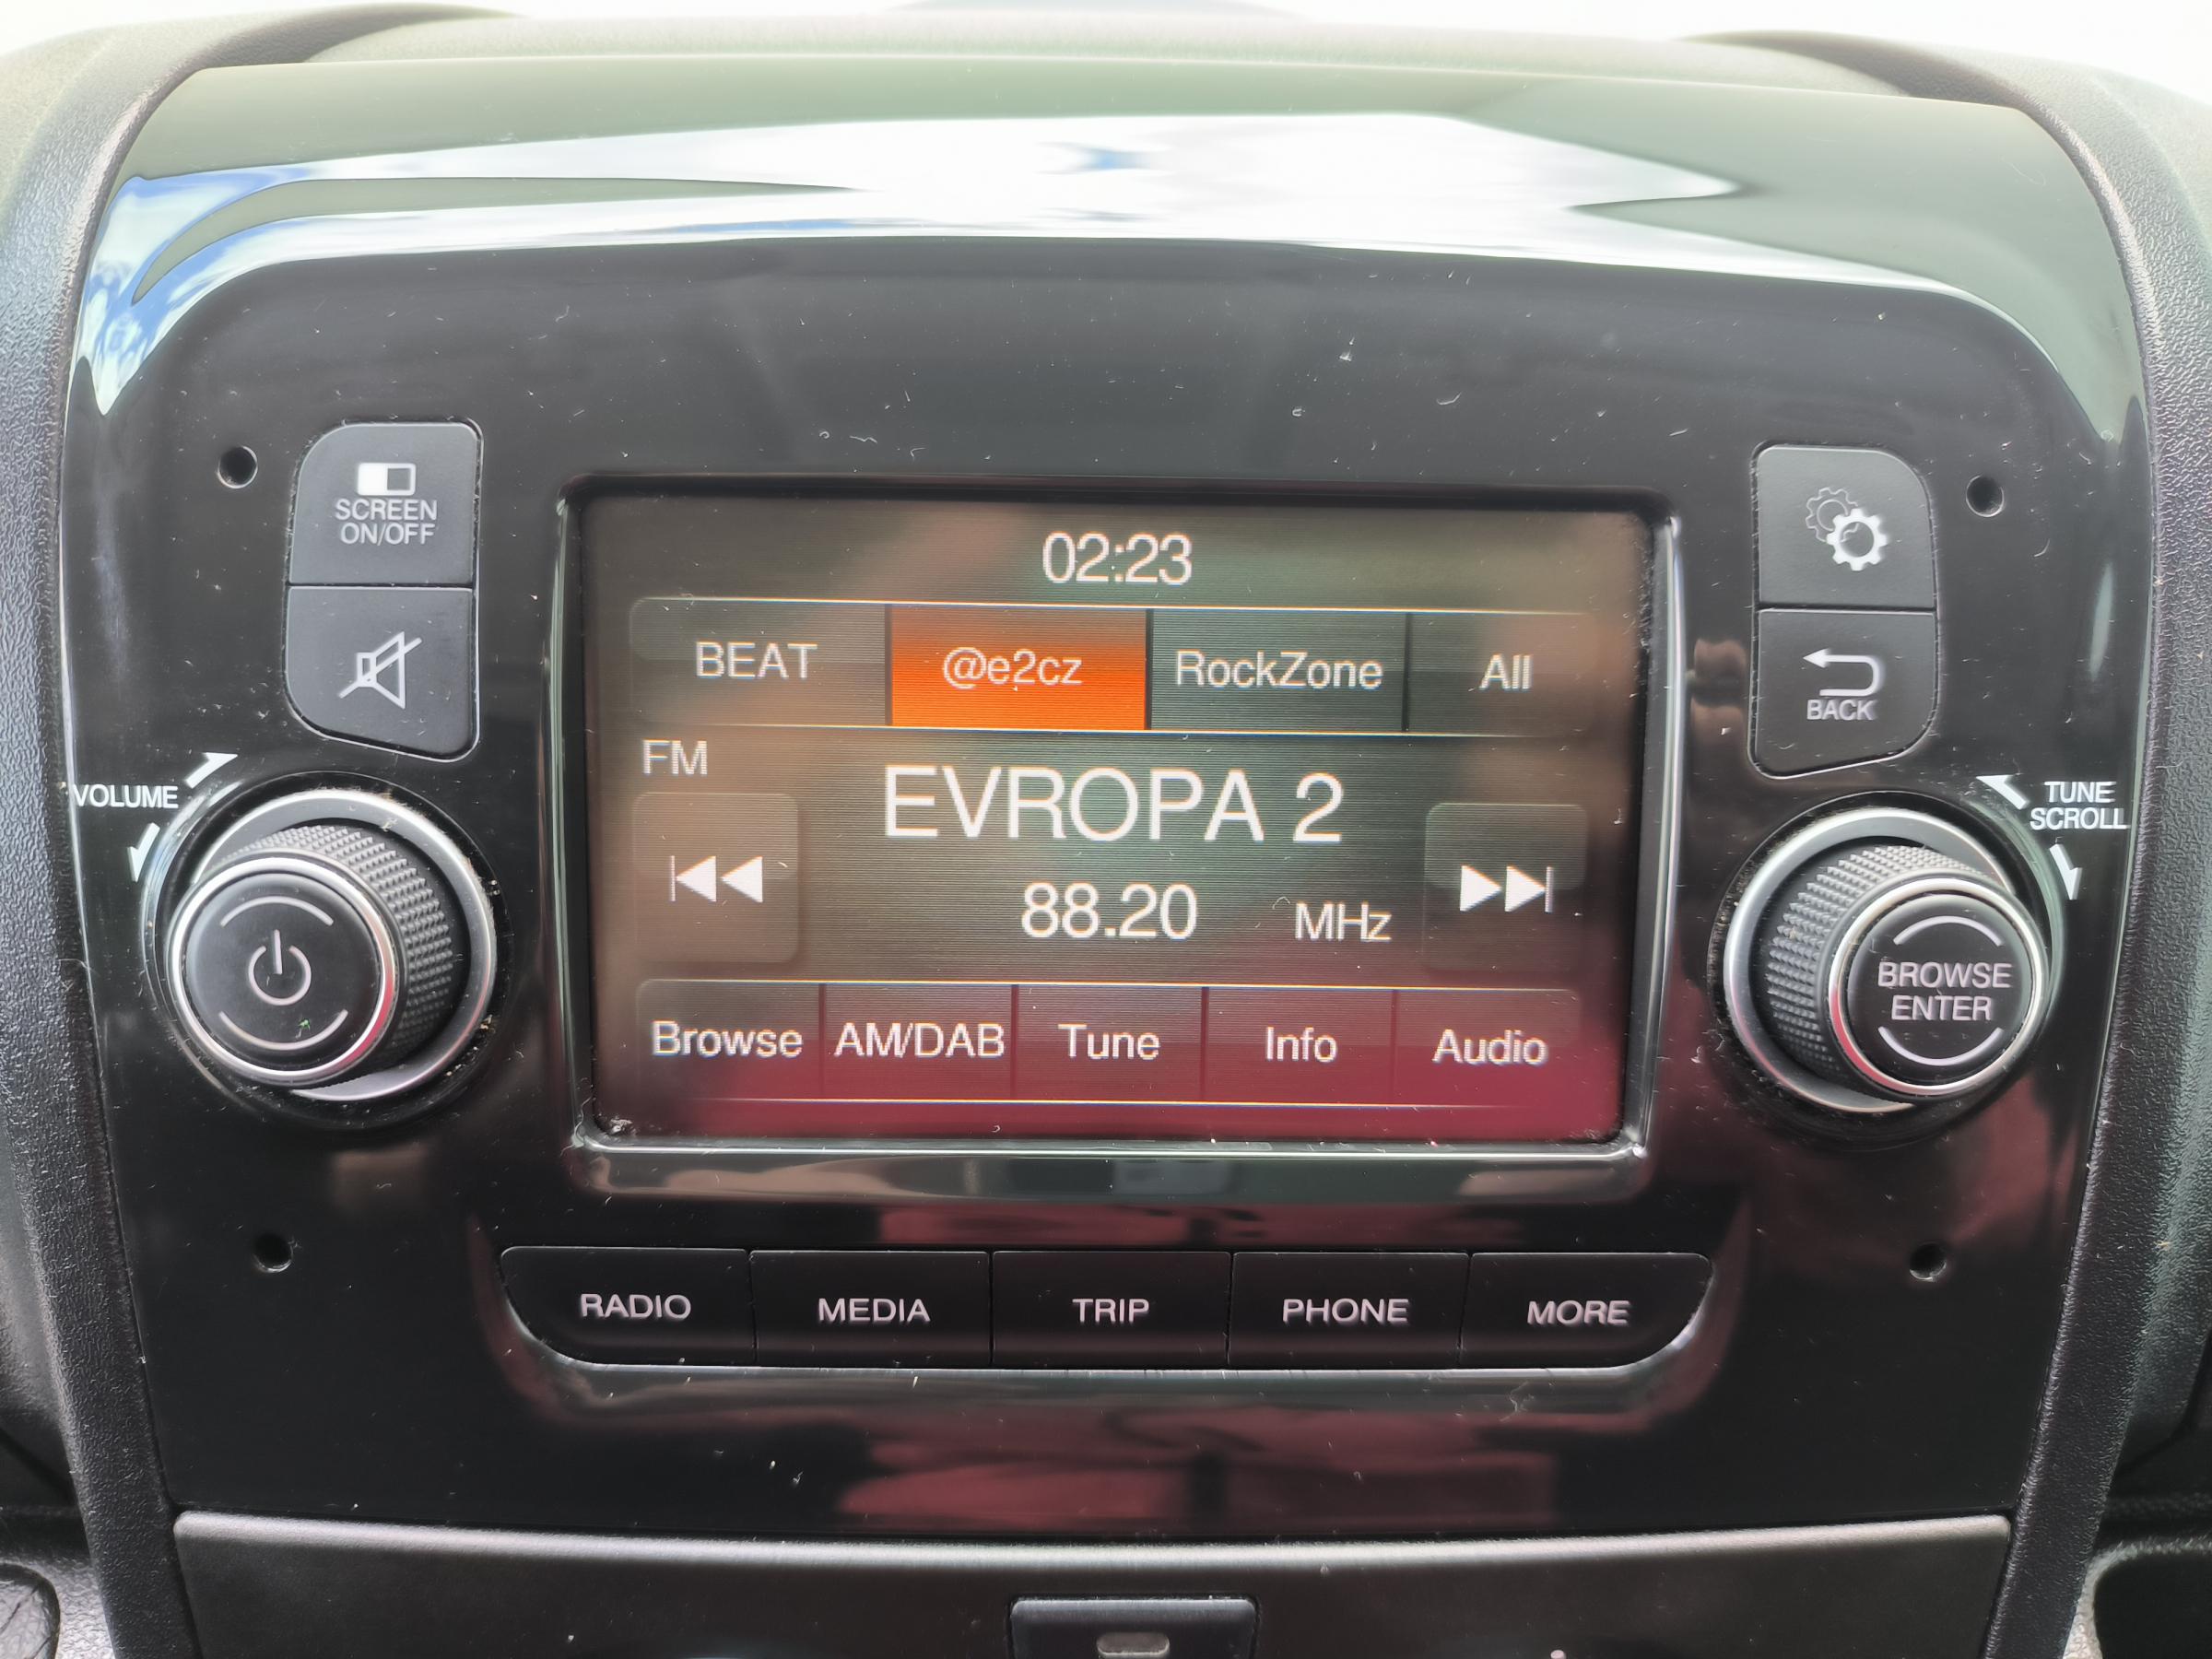 SCREEN
ON/OFF
VOLUME
02:23
BEAT @e2cz RockZone All
FM
EVROPA 2
88.20 MHz
Browse AM/DAB Tune Info Audio
BACK
TUNE
SCROLL
BROWSE
ENTER
RADIO MEDIA TRIP PHONE MORE